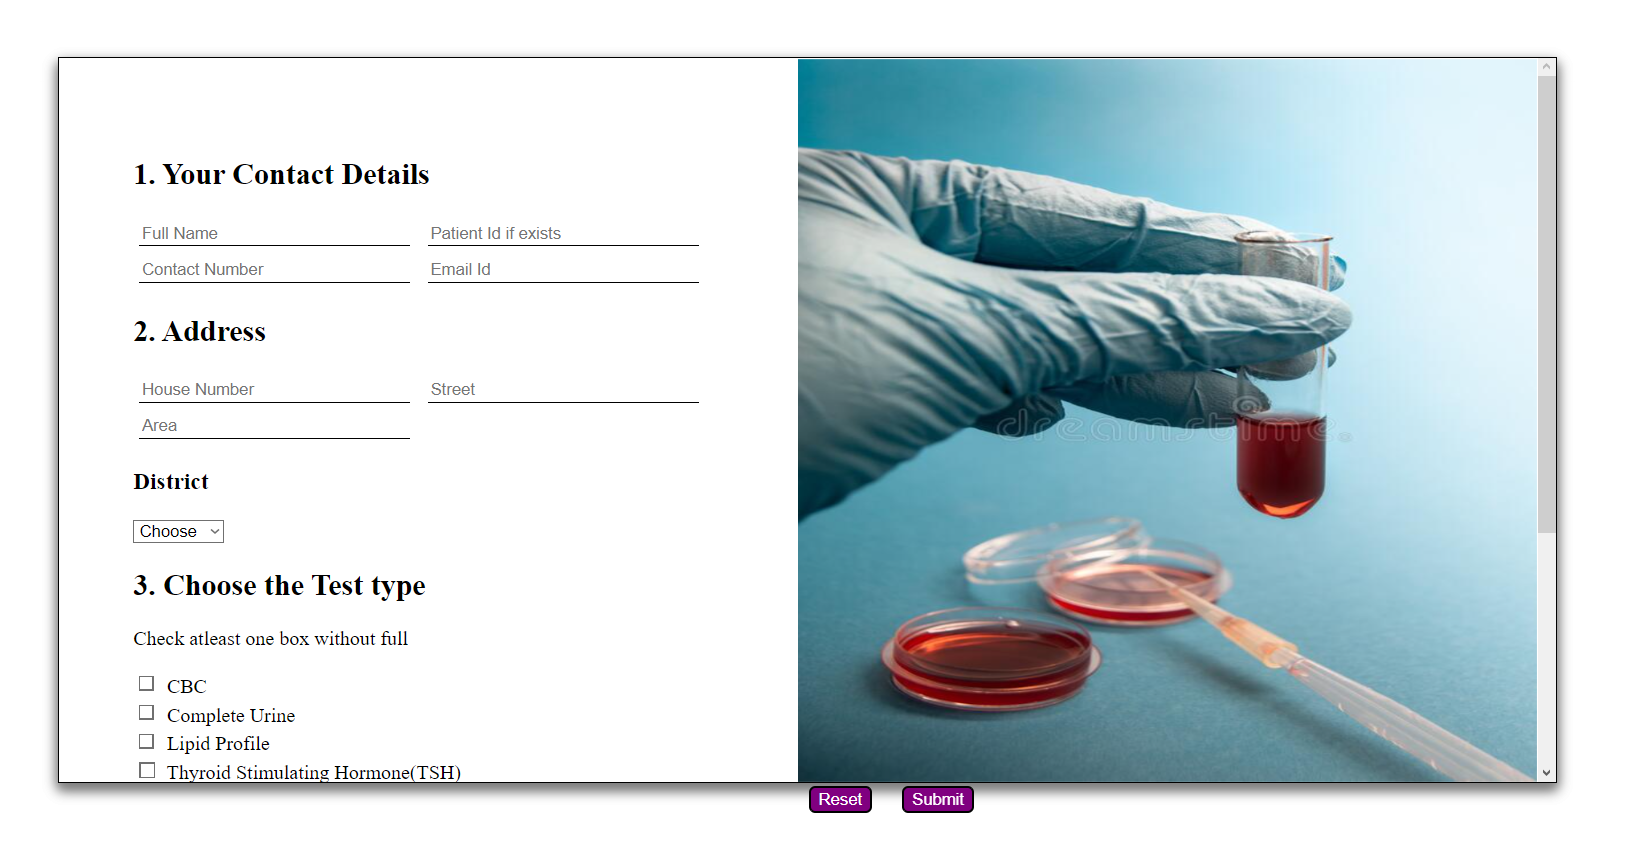 1. Your Contact Details
Full Name Patient Id if exists
Contact Number Email Id
2. Address
House Number Street
Area
District
Choose
3. Choose the Test type
Check atleast one box without full
CBC
Complete Urine
Lipid Profile
Thyroid Stimulating Hormone(TSH)
dreamstime.
Reset Submit